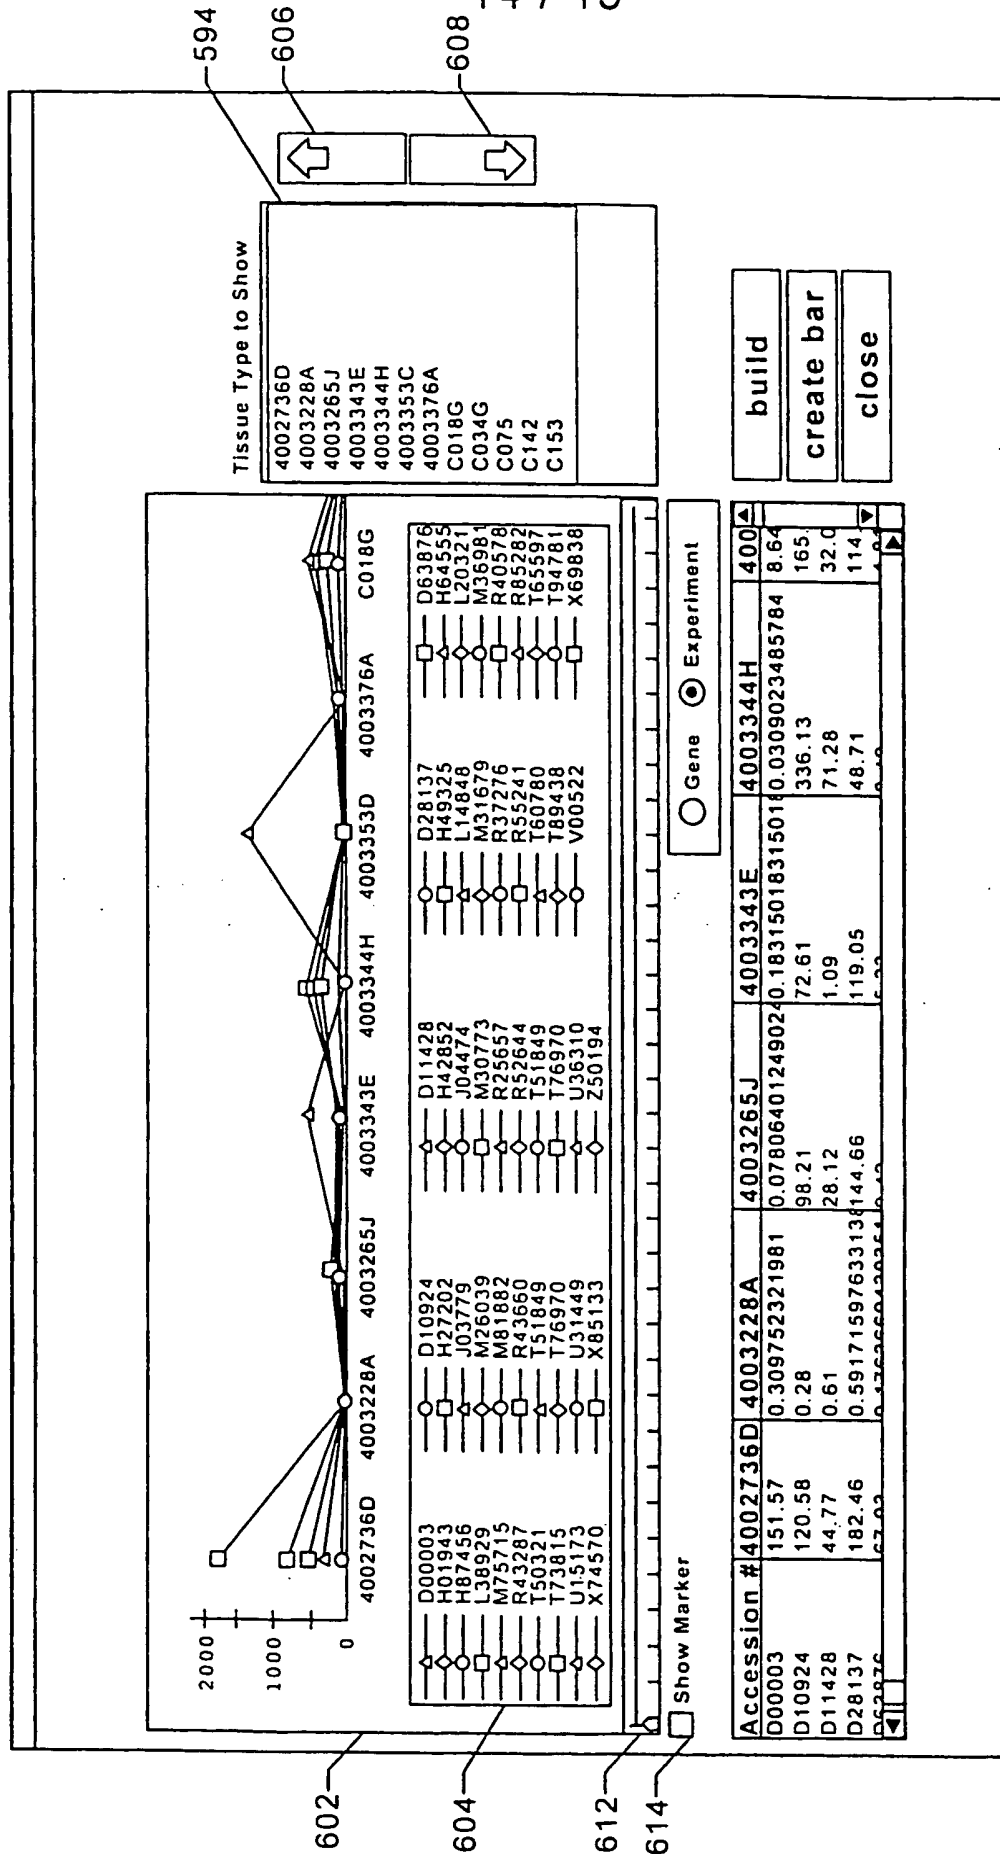 594
606
608
Tissue Type to Show
4002736D
4003228A
4003265J
4003343E
4003344H
4003353C
4003376A
C018G
C034G
C075
C142
C153
2000
1000
0
4002736D 4003228A 4003265J 4003343E 4003344H 4003353D 4003376A C018G
D00003 D10924 D11428 D28137 D63876
H01943 H27202 H42852 H49325 H64555
H87456 J03779 J04474 L14848 L20321
L38929 M26039 M30773 M31679 M36981
M75715 M81882 R25657 R37276 R40578
R43287 R43660 R52644 R55241 R85282
T50321 T51849 T51849 T60780 T65597
T73815 T76970 T76970 T89438 T94781
U15173 U31449 U36310 V00522 X69838
X74570 X85133 Z50194
602
604
612
614
Show Marker
Gene Experiment
build
create bar
close
Accession # 4002736D 4003228A 4003265J 4003343E 4003344H 400
D00003 151.57 0.309752321981 0.07806401249024 0.18315018315018 0.0309023485784 8.64
D10924 120.58 0.28 98.21 72.61 336.13 165.
D11428 44.77 0.61 28.12 1.09 71.28 32.0
D28137 182.46 0.591715976331 144.66 119.05 48.71 114.